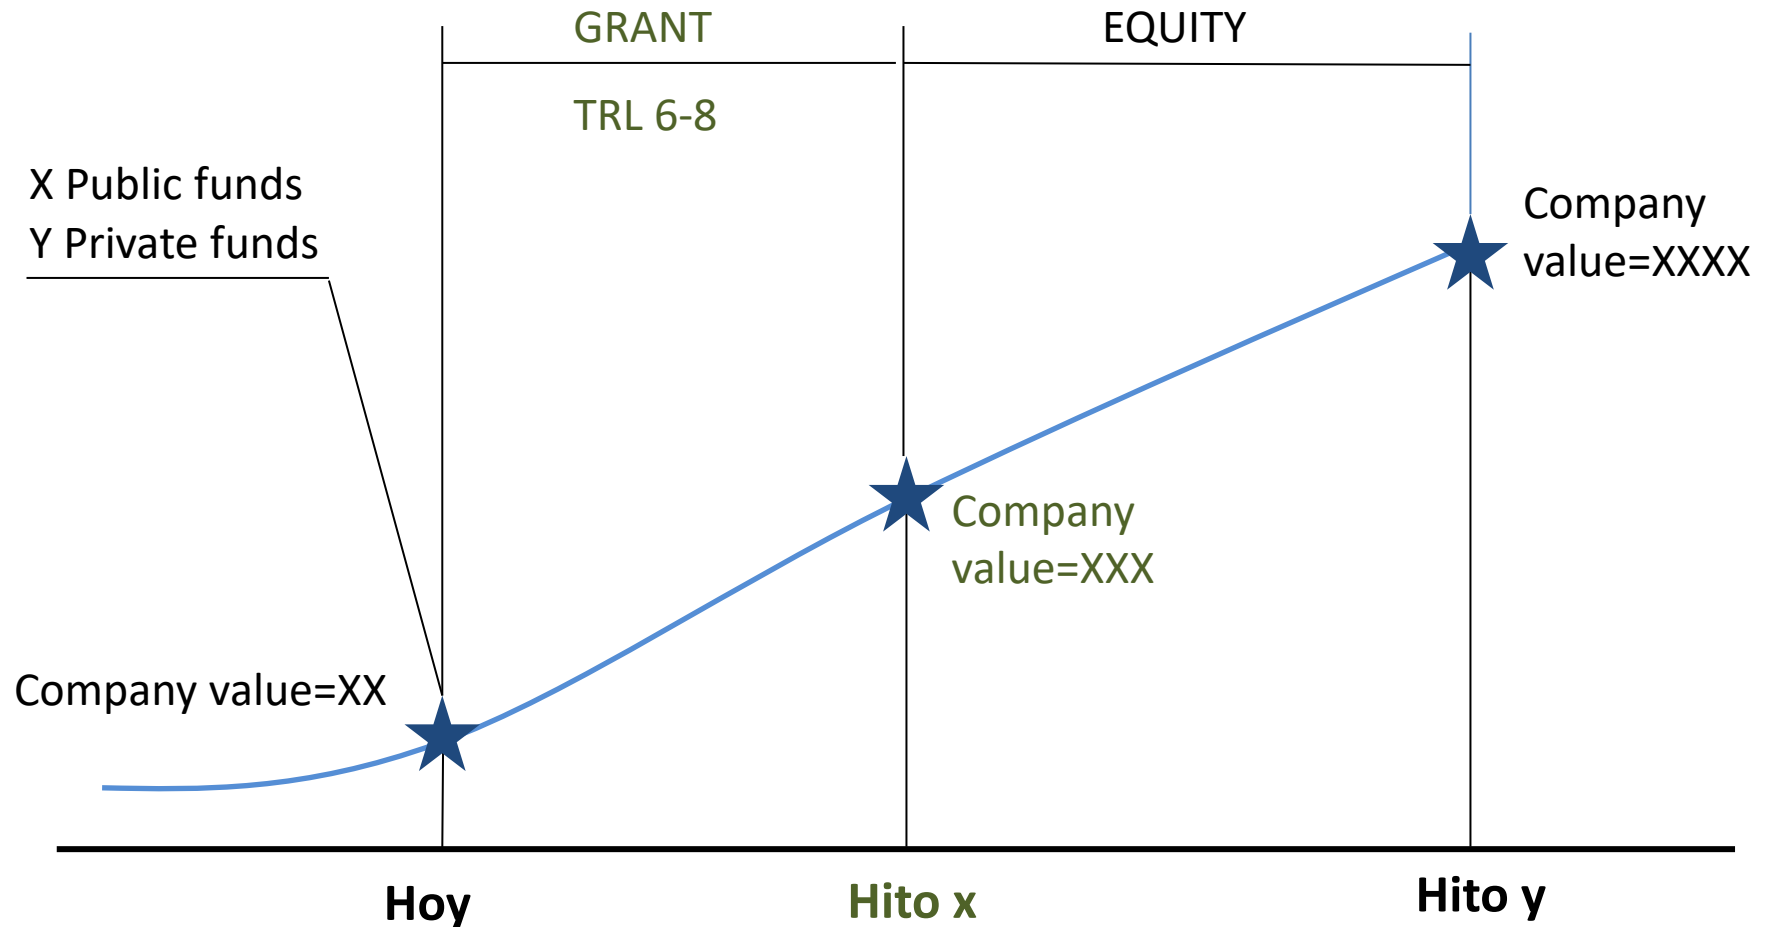 GRANT
EQUITY
TRL 6-8
X Public funds
Y Private funds
Company
value=XXXX
Company
value=XXX
Company value=XX
Hoy
Hito x
Hito y